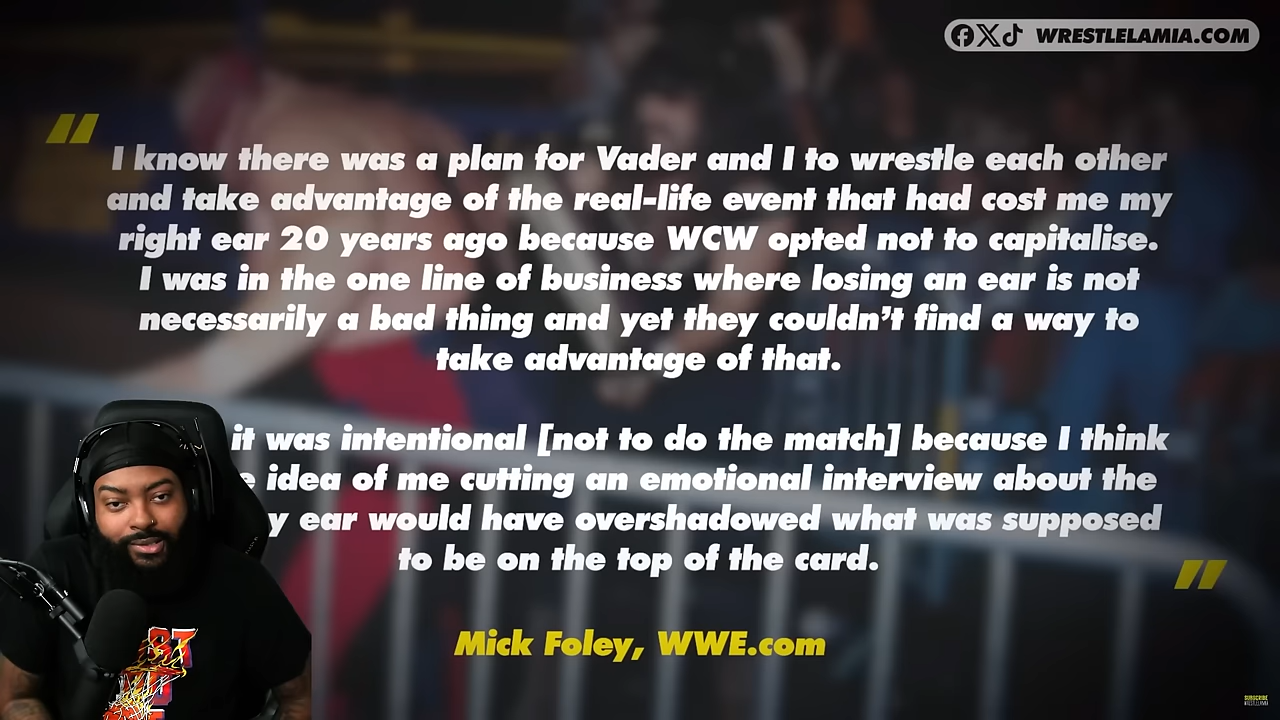 WRESTLELAMIA.COM
"
I know there was a plan for Vader and I to wrestle each other
and take advantage of the real-life event that had cost me my
right ear 20 years ago because WCW opted not to capitalise.
I was in the one line of business where losing an ear is not
necessarily a bad thing and yet they couldn't find a way to
take advantage of that.
it was intentional [not to do the match] because I think
e idea of me cutting an emotional interview about the
y ear would have overshadowed what was supposed
to be on the top of the card.
"
Mick Foley, WWE.com
SUBSCRIBE
WRESTLELAMIA